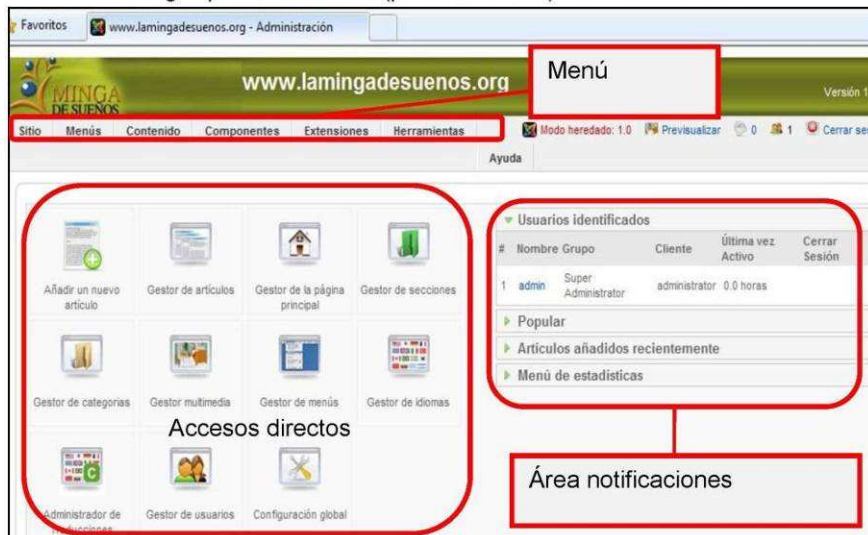 Favoritos
www.lamingadesuenos.org - Administración
MINGA
DE SUEÑOS
www.lamingadesuenos.org
Menú
Versión 1
Sitio Menús Contenido Componentes Extensiones Herramientas
Modo heredado: 1.0 Previsualizar 0 1 Cerrar ses
Ayuda
Añadir un nuevo
artículo
Gestor de artículos
Gestor de la página
principal
Gestor de secciones
Gestor de categorías
Gestor multimedia
Gestor de menús
Gestor de idiomas
Accesos directos
Administrador de
Traducciones
Gestor de usuarios
Configuración global
Usuarios identificados
# Nombre Grupo Cliente Última vez Activo Cerrar Sesión
1 admin Super Administrator administrator 0.0 horas
Popular
Artículos añadidos recientemente
Menú de estadísticas
Área notificaciones